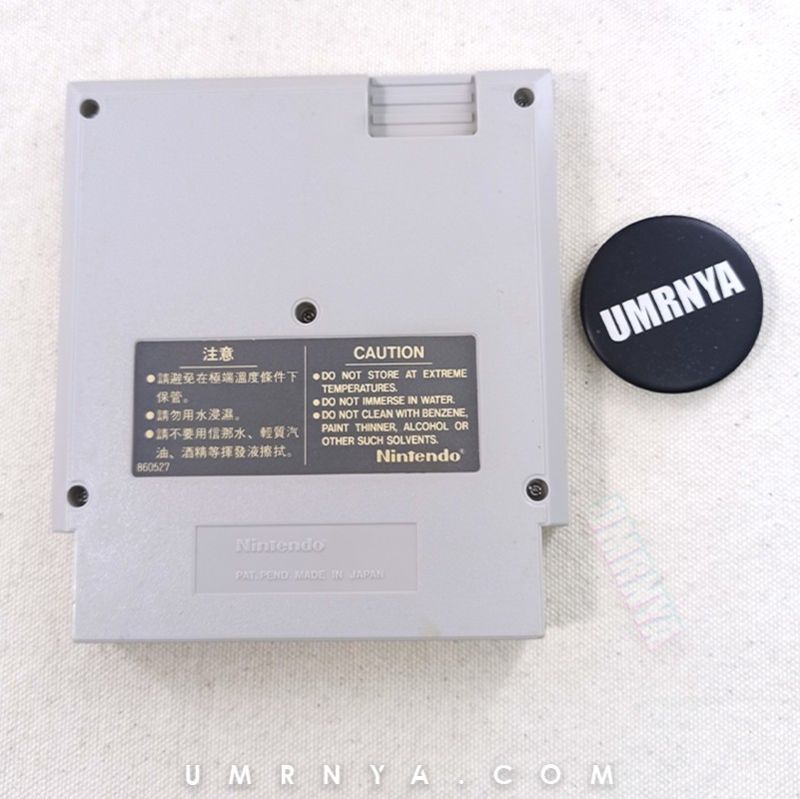 注意
●請避免在極端溫度條件下
保管。
●請勿用水浸濕。
●請不要用信那水、輕質汽
油、酒精等揮發液擦拭。
860527
CAUTION
●DO NOT STORE AT EXTREME
TEMPERATURES.
●DO NOT IMMERSE IN WATER.
●DO NOT CLEAN WITH BENZENE,
PAINT THINNER, ALCOHOL OR
OTHER SUCH SOLVENTS.
Nintendo®
Nintendo®
PAT. PEND. MADE IN JAPAN
UMRNYA
UMRNYA
UMRNYA.COM